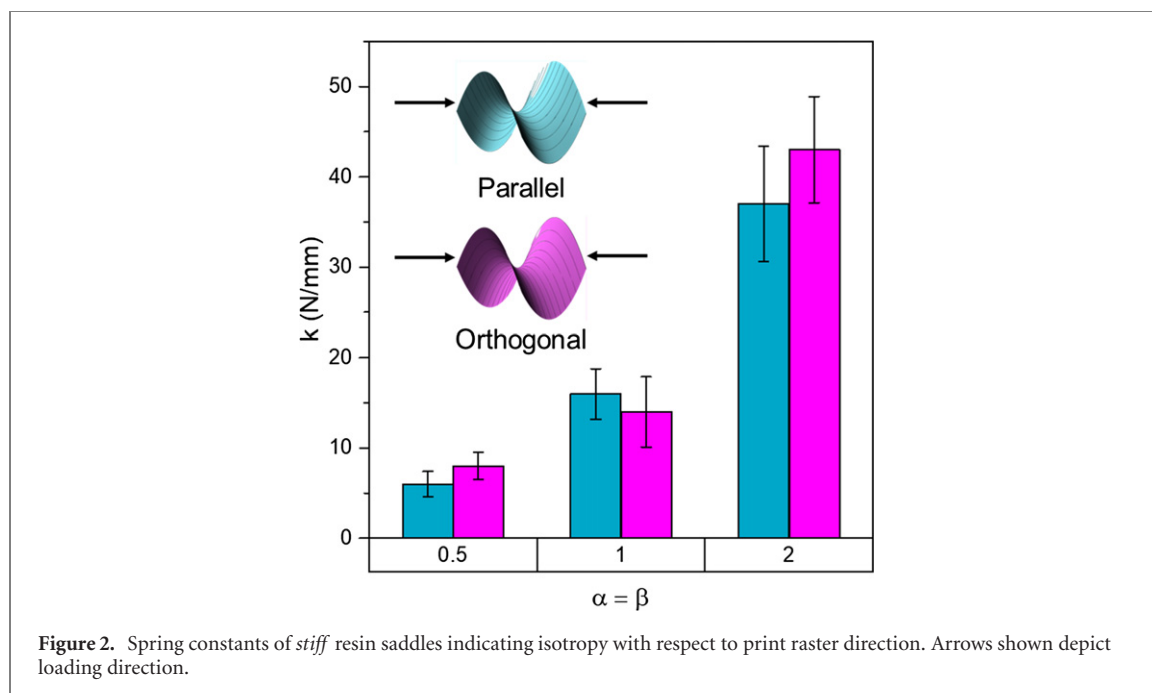 50
40
30
20
10
0
k (N/mm)
Parallel
Orthogonal
0.5 1 2
α = β
Figure 2. Spring constants of stiff resin saddles indicating isotropy with respect to print raster direction. Arrows shown depict
loading direction.